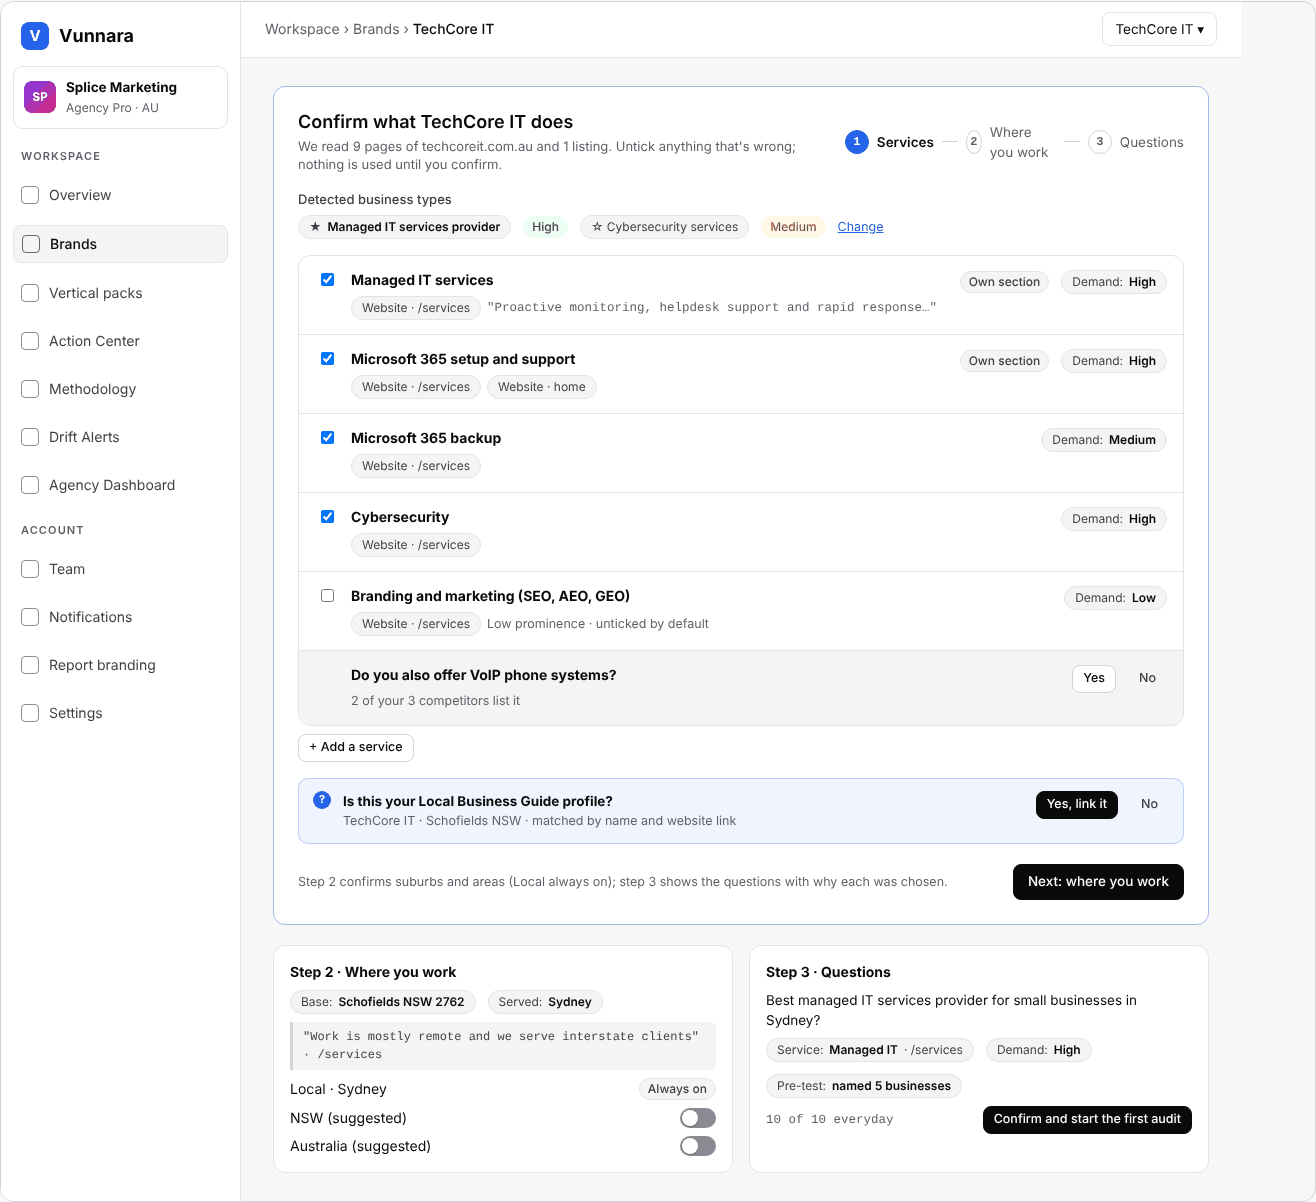 V Vunnara
SP Splice Marketing
Agency Pro · AU
WORKSPACE
Overview
Brands
Vertical packs
Action Center
Methodology
Drift Alerts
Agency Dashboard
ACCOUNT
Team
Notifications
Report branding
Settings
Workspace › Brands › TechCore IT
TechCore IT ▾
Confirm what TechCore IT does
We read 9 pages of techcoreit.com.au and 1 listing. Untick anything that's wrong;
nothing is used until you confirm.
1 Services
2 Where
you work
3 Questions
Detected business types
★ Managed IT services provider High ☆ Cybersecurity services Medium Change
Managed IT services
Own section Demand: High
Website · /services "Proactive monitoring, helpdesk support and rapid response…"
Microsoft 365 setup and support
Own section Demand: High
Website · /services Website · home
Microsoft 365 backup
Demand: Medium
Website · /services
Cybersecurity
Demand: High
Website · /services
Branding and marketing (SEO, AEO, GEO)
Demand: Low
Website · /services Low prominence · unticked by default
Do you also offer VoIP phone systems?
Yes No
2 of your 3 competitors list it
+ Add a service
? Is this your Local Business Guide profile?
TechCore IT · Schofields NSW · matched by name and website link
Yes, link it No
Step 2 confirms suburbs and areas (Local always on); step 3 shows the questions with why each was chosen.
Next: where you work
Step 2 · Where you work
Base: Schofields NSW 2762 Served: Sydney
"Work is mostly remote and we serve interstate clients"
· /services
Local · Sydney Always on
NSW (suggested)
Australia (suggested)
Step 3 · Questions
Best managed IT services provider for small businesses in
Sydney?
Service: Managed IT · /services Demand: High
Pre-test: named 5 businesses
10 of 10 everyday Confirm and start the first audit